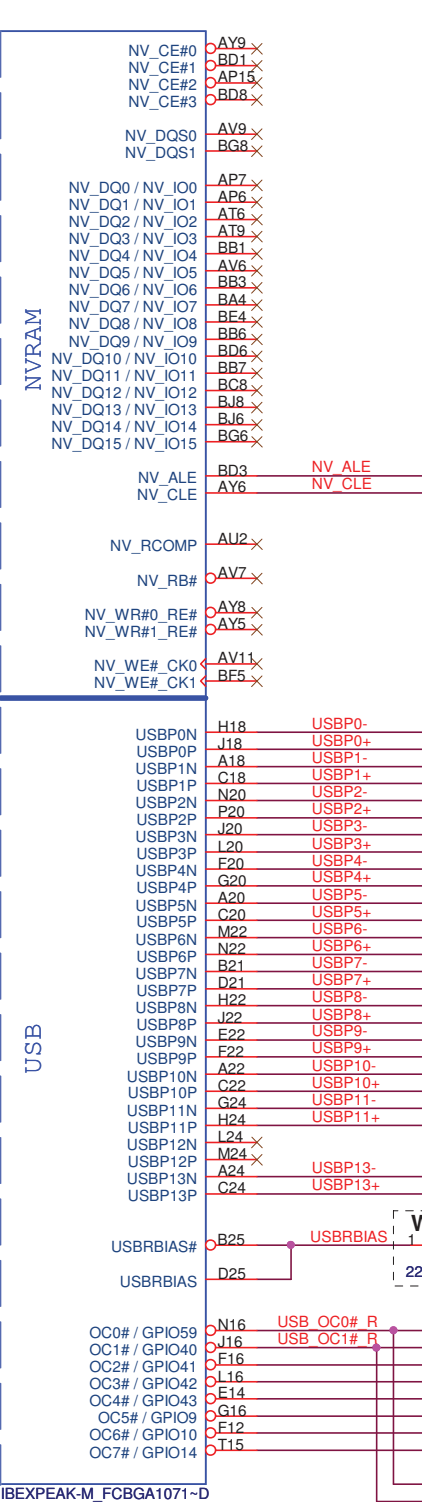 NV_CE#0 AY9
NV_CE#1 BD1
NV_CE#2 AP15
NV_CE#3 BD8
NV_DQS0 AV9
NV_DQS1 BG8
NV_DQ0 / NV_IO0 AP7
NV_DQ1 / NV_IO1 AP6
NV_DQ2 / NV_IO2 AT6
NV_DQ3 / NV_IO3 AT9
NV_DQ4 / NV_IO4 BB1
NV_DQ5 / NV_IO5 AV6
NV_DQ6 / NV_IO6 BB3
NV_DQ7 / NV_IO7 BA4
NV_DQ8 / NV_IO8 BE4
NV_DQ9 / NV_IO9 BB6
NV_DQ10 / NV_IO10 BD6
NV_DQ11 / NV_IO11 BB7
NV_DQ12 / NV_IO12 BC8
NV_DQ13 / NV_IO13 BJ8
NV_DQ14 / NV_IO14 BJ6
NV_DQ15 / NV_IO15 BG6
NVRAM
NV_ALE BD3 NV_ALE
NV_CLE AY6 NV_CLE
NV_RCOMP AU2
NV_RB# AV7
NV_WR#0_RE# AY8
NV_WR#1_RE# AY5
NV_WE#_CK0 AV11
NV_WE#_CK1 BF5
USBP0N H18 USBP0-
USBP0P J18 USBP0+
USBP1N A18 USBP1-
USBP1P C18 USBP1+
USBP2N N20 USBP2-
USBP2P P20 USBP2+
USBP3N J20 USBP3-
USBP3P L20 USBP3+
USBP4N F20 USBP4-
USBP4P G20 USBP4+
USBP5N A20 USBP5-
USBP5P C20 USBP5+
USBP6N M22 USBP6-
USBP6P N22 USBP6+
USBP7N B21 USBP7-
USBP7P D21 USBP7+
USBP8N H22 USBP8-
USBP8P J22 USBP8+
USBP9N E22 USBP9-
USBP9P F22 USBP9+
USBP10N A22 USBP10-
USBP10P C22 USBP10+
USBP11N G24 USBP11-
USBP11P H24 USBP11+
USBP12N L24
USBP12P M24
USBP13N A24 USBP13-
USBP13P C24 USBP13+
USB
USBRBIAS# B25 USBRBIAS 1
USBRBIAS D25 22
OC0# / GPIO59 N16 USB_OC0#_R
OC1# / GPIO40 J16 USB_OC1#_R
OC2# / GPIO41 F16
OC3# / GPIO42 L16
OC4# / GPIO43 E14
OC5# / GPIO9 G16
OC6# / GPIO10 F12
OC7# / GPIO14 T15
IBEXPEAK-M_FCBGA1071~D